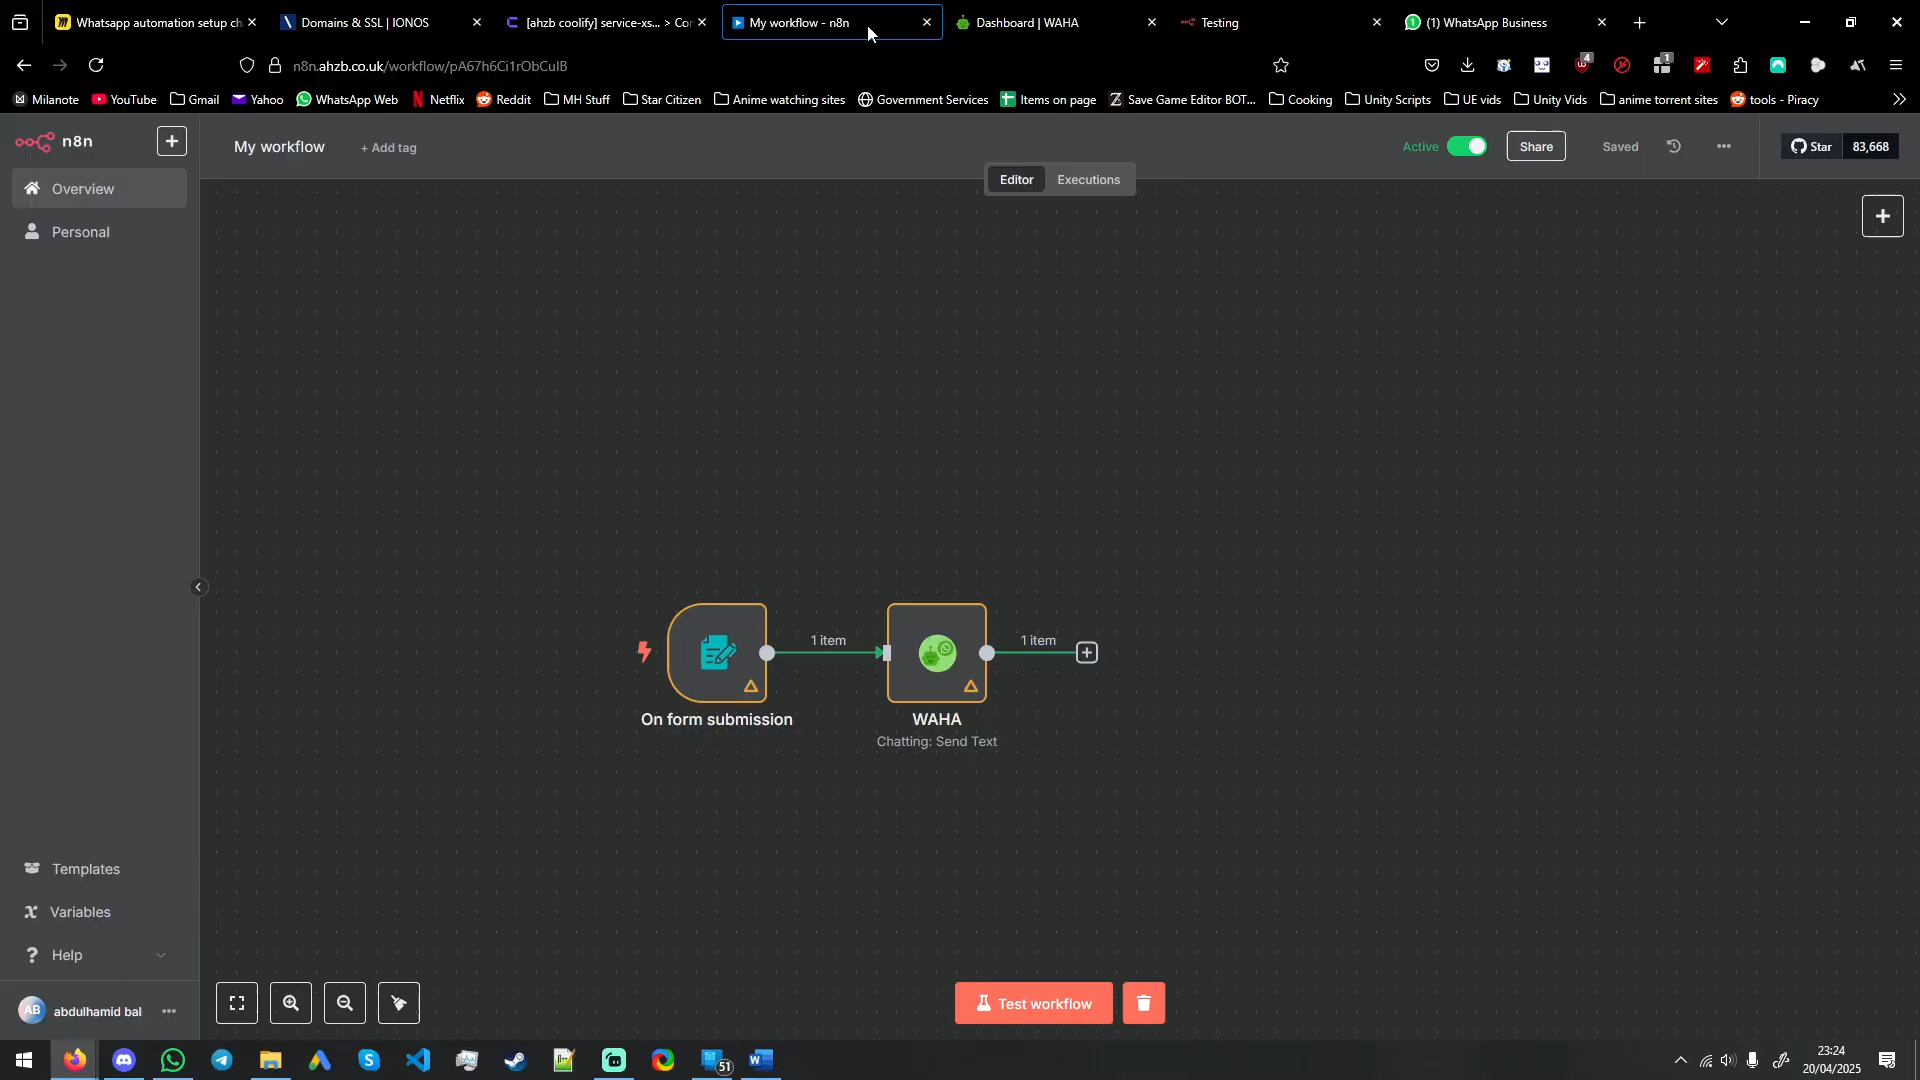 Whatsapp automation setup ch
Domains & SSL | IONOS
[ahzb coolify] service-xs... > Cor
My workflow - n8n
Dashboard | WAHA
Testing
(1) WhatsApp Business
n8n.ahzb.co.uk/workflow/pA67h6Ci1rObCuIB
4
1
Milanote
YouTube
Gmail
Yahoo
WhatsApp Web
Netflix
Reddit
MH Stuff
Star Citizen
Anime watching sites
Government Services
Items on page
Save Game Editor BOT...
Cooking
Unity Scripts
UE vids
Unity Vids
anime torrent sites
tools - Piracy
n8n
My workflow
+ Add tag
Active
Share
Saved
Star
83,668
Editor
Executions
Overview
Personal
1 item
1 item
On form submission
WAHA
Chatting: Send Text
Templates
Variables
Help
AB
abdulhamid bal
Test workflow
51
23:24
20/04/2025